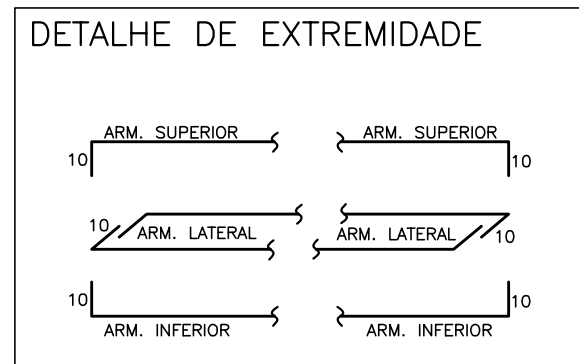 DETALHE DE EXTREMIDADE
ARM. SUPERIOR ARM. SUPERIOR
10 10
10 ARM. LATERAL ARM. LATERAL 10
10 10
ARM. INFERIOR ARM. INFERIOR